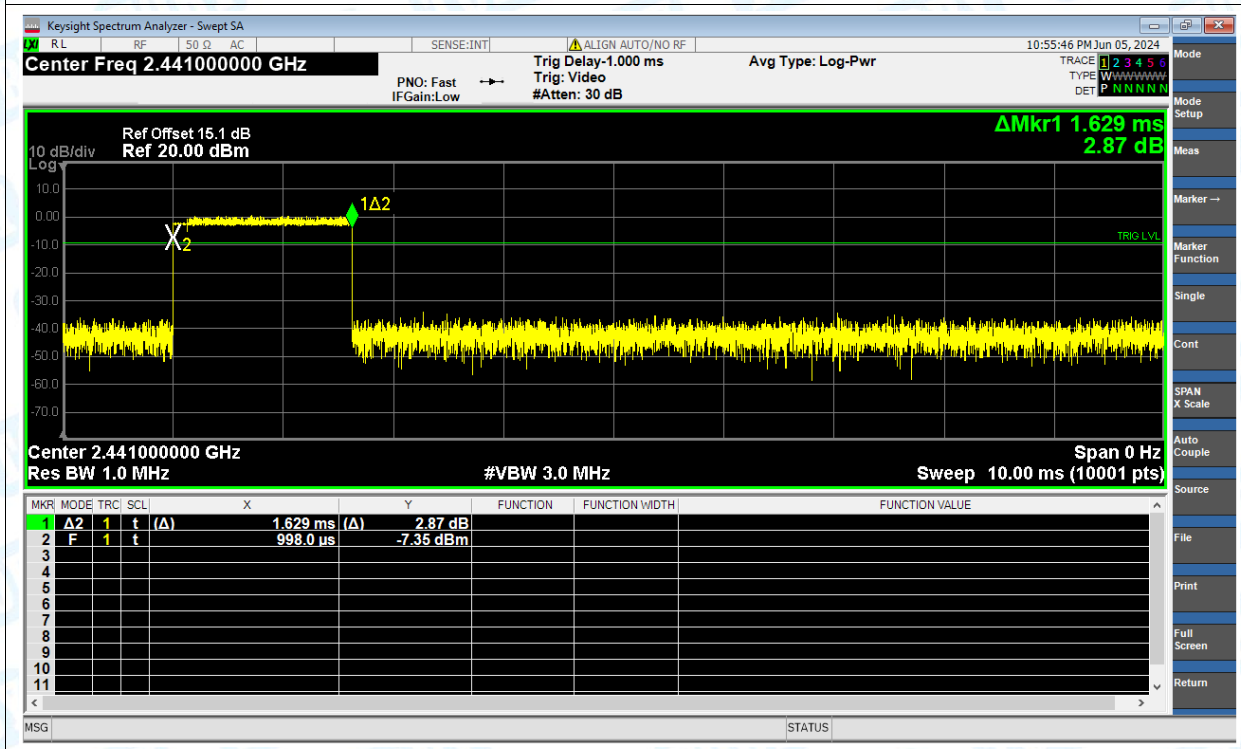 Keysight Spectrum Analyzer - Swept SA
LXI RL RF 50 Ω AC SENSE:INT ALIGN AUTO/NO RF 10:55:46 PM Jun 05, 2024
Center Freq 2.441000000 GHz Trig Delay-1.000 ms Avg Type: Log-Pwr TRACE 1 2 3 4 5 6
PNO: Fast Trig: Video TYPE WWWWWW
IFGain:Low #Atten: 30 dB DET P N N N N N
ΔMkr1 1.629 ms
2.87 dB
Ref Offset 15.1 dB
10 dB/div Ref 20.00 dBm
Log
10.0
0.00
-10.0
-20.0
-30.0
-40.0
-50.0
-60.0
-70.0
1Δ2
2
TRIG LVL
Center 2.441000000 GHz Span 0 Hz
Res BW 1.0 MHz #VBW 3.0 MHz Sweep 10.00 ms (10001 pts)
MKR MODE TRC SCL X Y FUNCTION FUNCTION WIDTH FUNCTION VALUE
1 Δ2 1 t (Δ) 1.629 ms (Δ) 2.87 dB
2 F 1 t 998.0 µs -7.35 dBm
3
4
5
6
7
8
9
10
11
MSG STATUS
Mode
Mode
Setup
Meas
Marker →
Marker
Function
Single
Cont
SPAN
X Scale
Auto
Couple
Source
File
Print
Full
Screen
Return